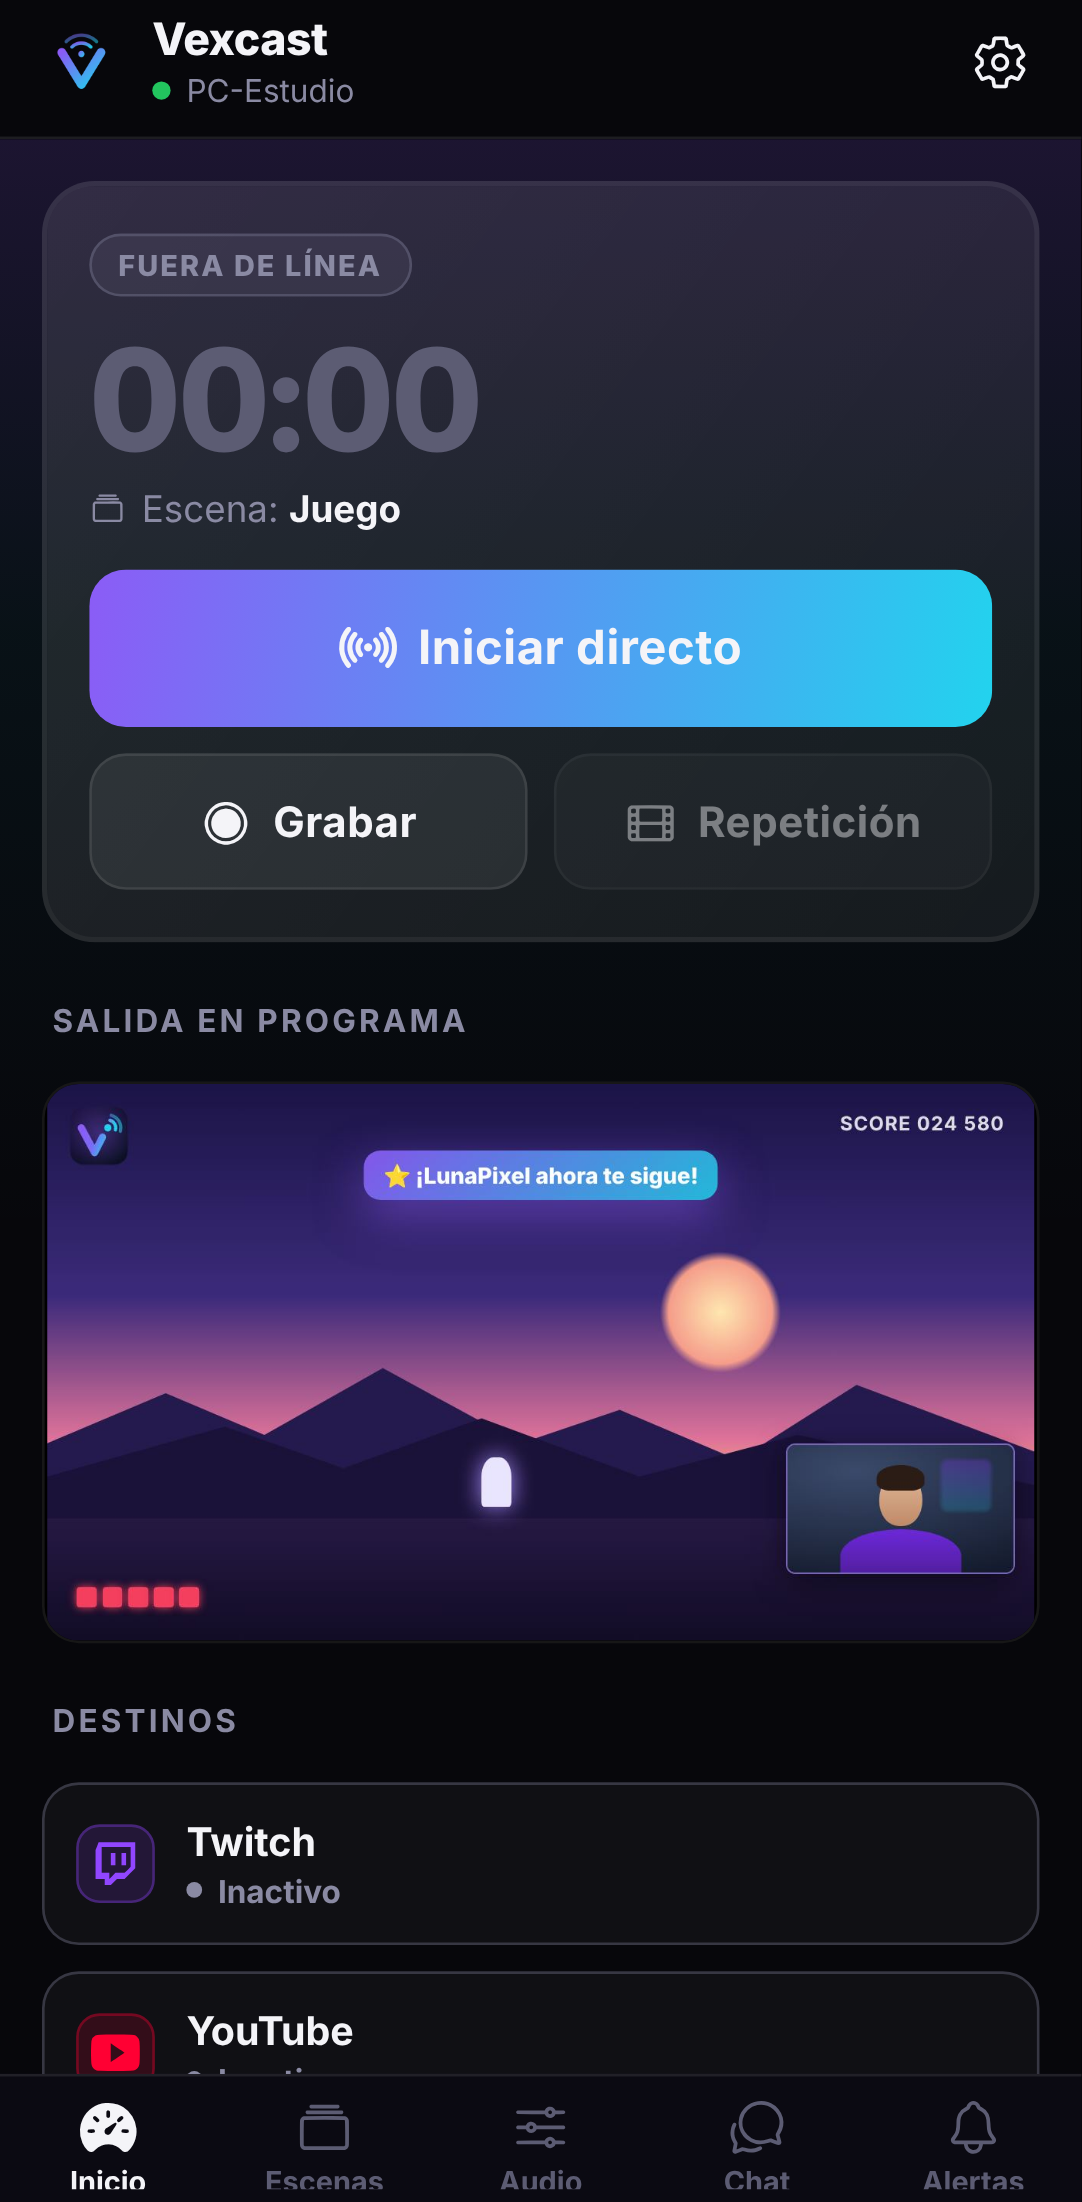 Vexcast
PC-Estudio
FUERA DE LÍNEA
00:00
Escena: Juego
Iniciar directo
Grabar
Repetición
SALIDA EN PROGRAMA
SCORE 024 580
¡LunaPixel ahora te sigue!
DESTINOS
Twitch
Inactivo
YouTube
Inicio
Escenas
Audio
Chat
Alertas